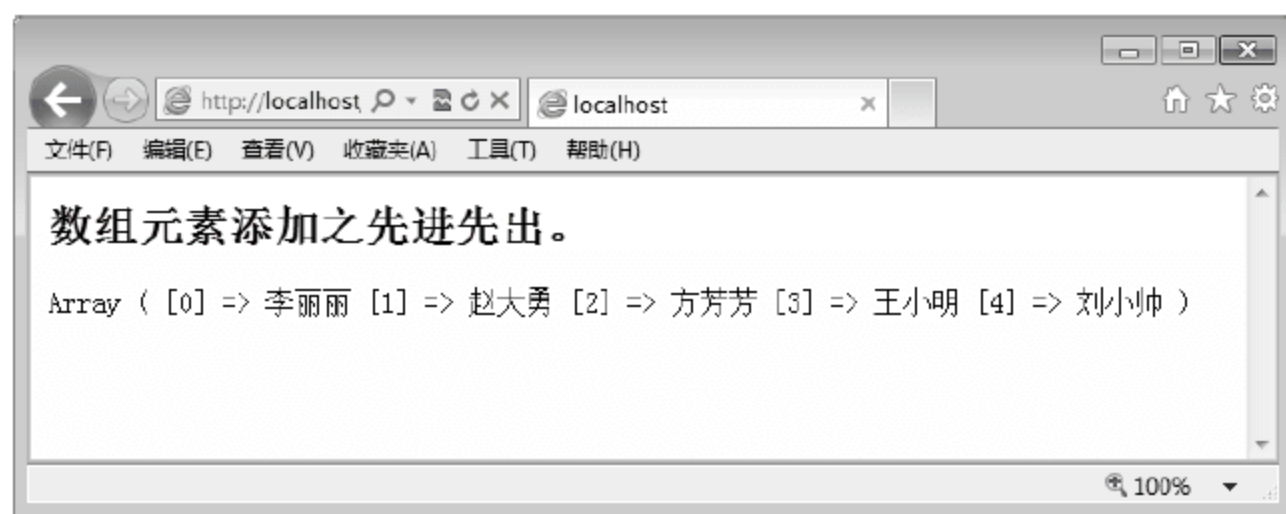 http://localhost
localhost
文件(F) 编辑(E) 查看(V) 收藏夹(A) 工具(T) 帮助(H)
数组元素添加之先进先出。
Array ( [0] => 李丽丽 [1] => 赵大勇 [2] => 方芳芳 [3] => 王小明 [4] => 刘小帅 )
100%